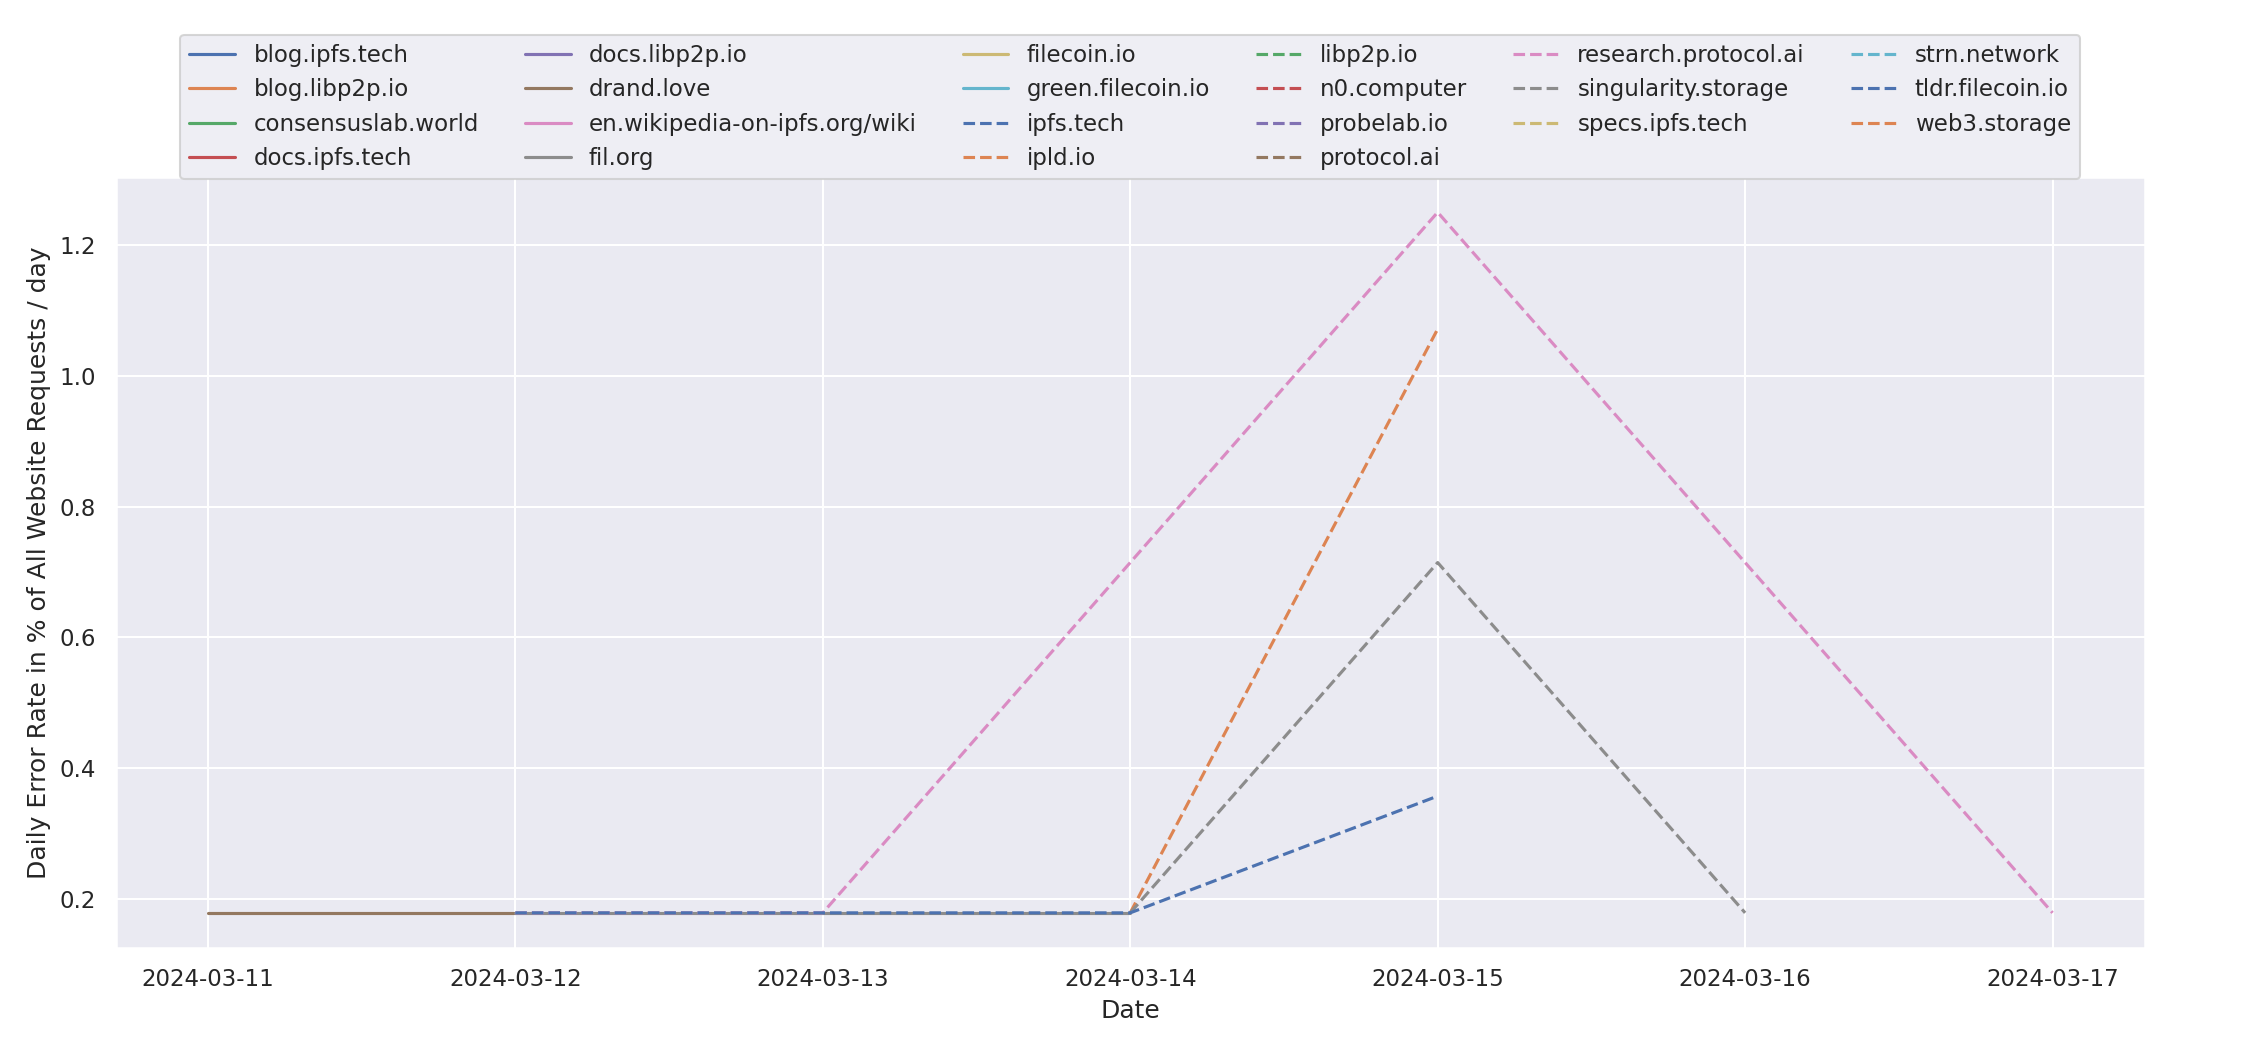 blog.ipfs.tech
blog.libp2p.io
consensuslab.world
docs.ipfs.tech
docs.libp2p.io
drand.love
en.wikipedia-on-ipfs.org/wiki
fil.org
filecoin.io
green.filecoin.io
ipfs.tech
ipld.io
libp2p.io
n0.computer
probelab.io
protocol.ai
research.protocol.ai
singularity.storage
specs.ipfs.tech
strn.network
tldr.filecoin.io
web3.storage
Daily Error Rate in % of All Website Requests / day
1.2
1.0
0.8
0.6
0.4
0.2
2024-03-11
2024-03-12
2024-03-13
2024-03-14
2024-03-15
2024-03-16
2024-03-17
Date